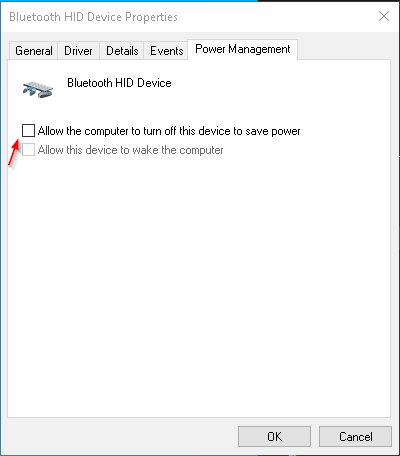 Bluetooth HID Device Properties
General Driver Details Events Power Management
Bluetooth HID Device
Allow the computer to turn off this device to save power
Allow this device to wake the computer
OK Cancel